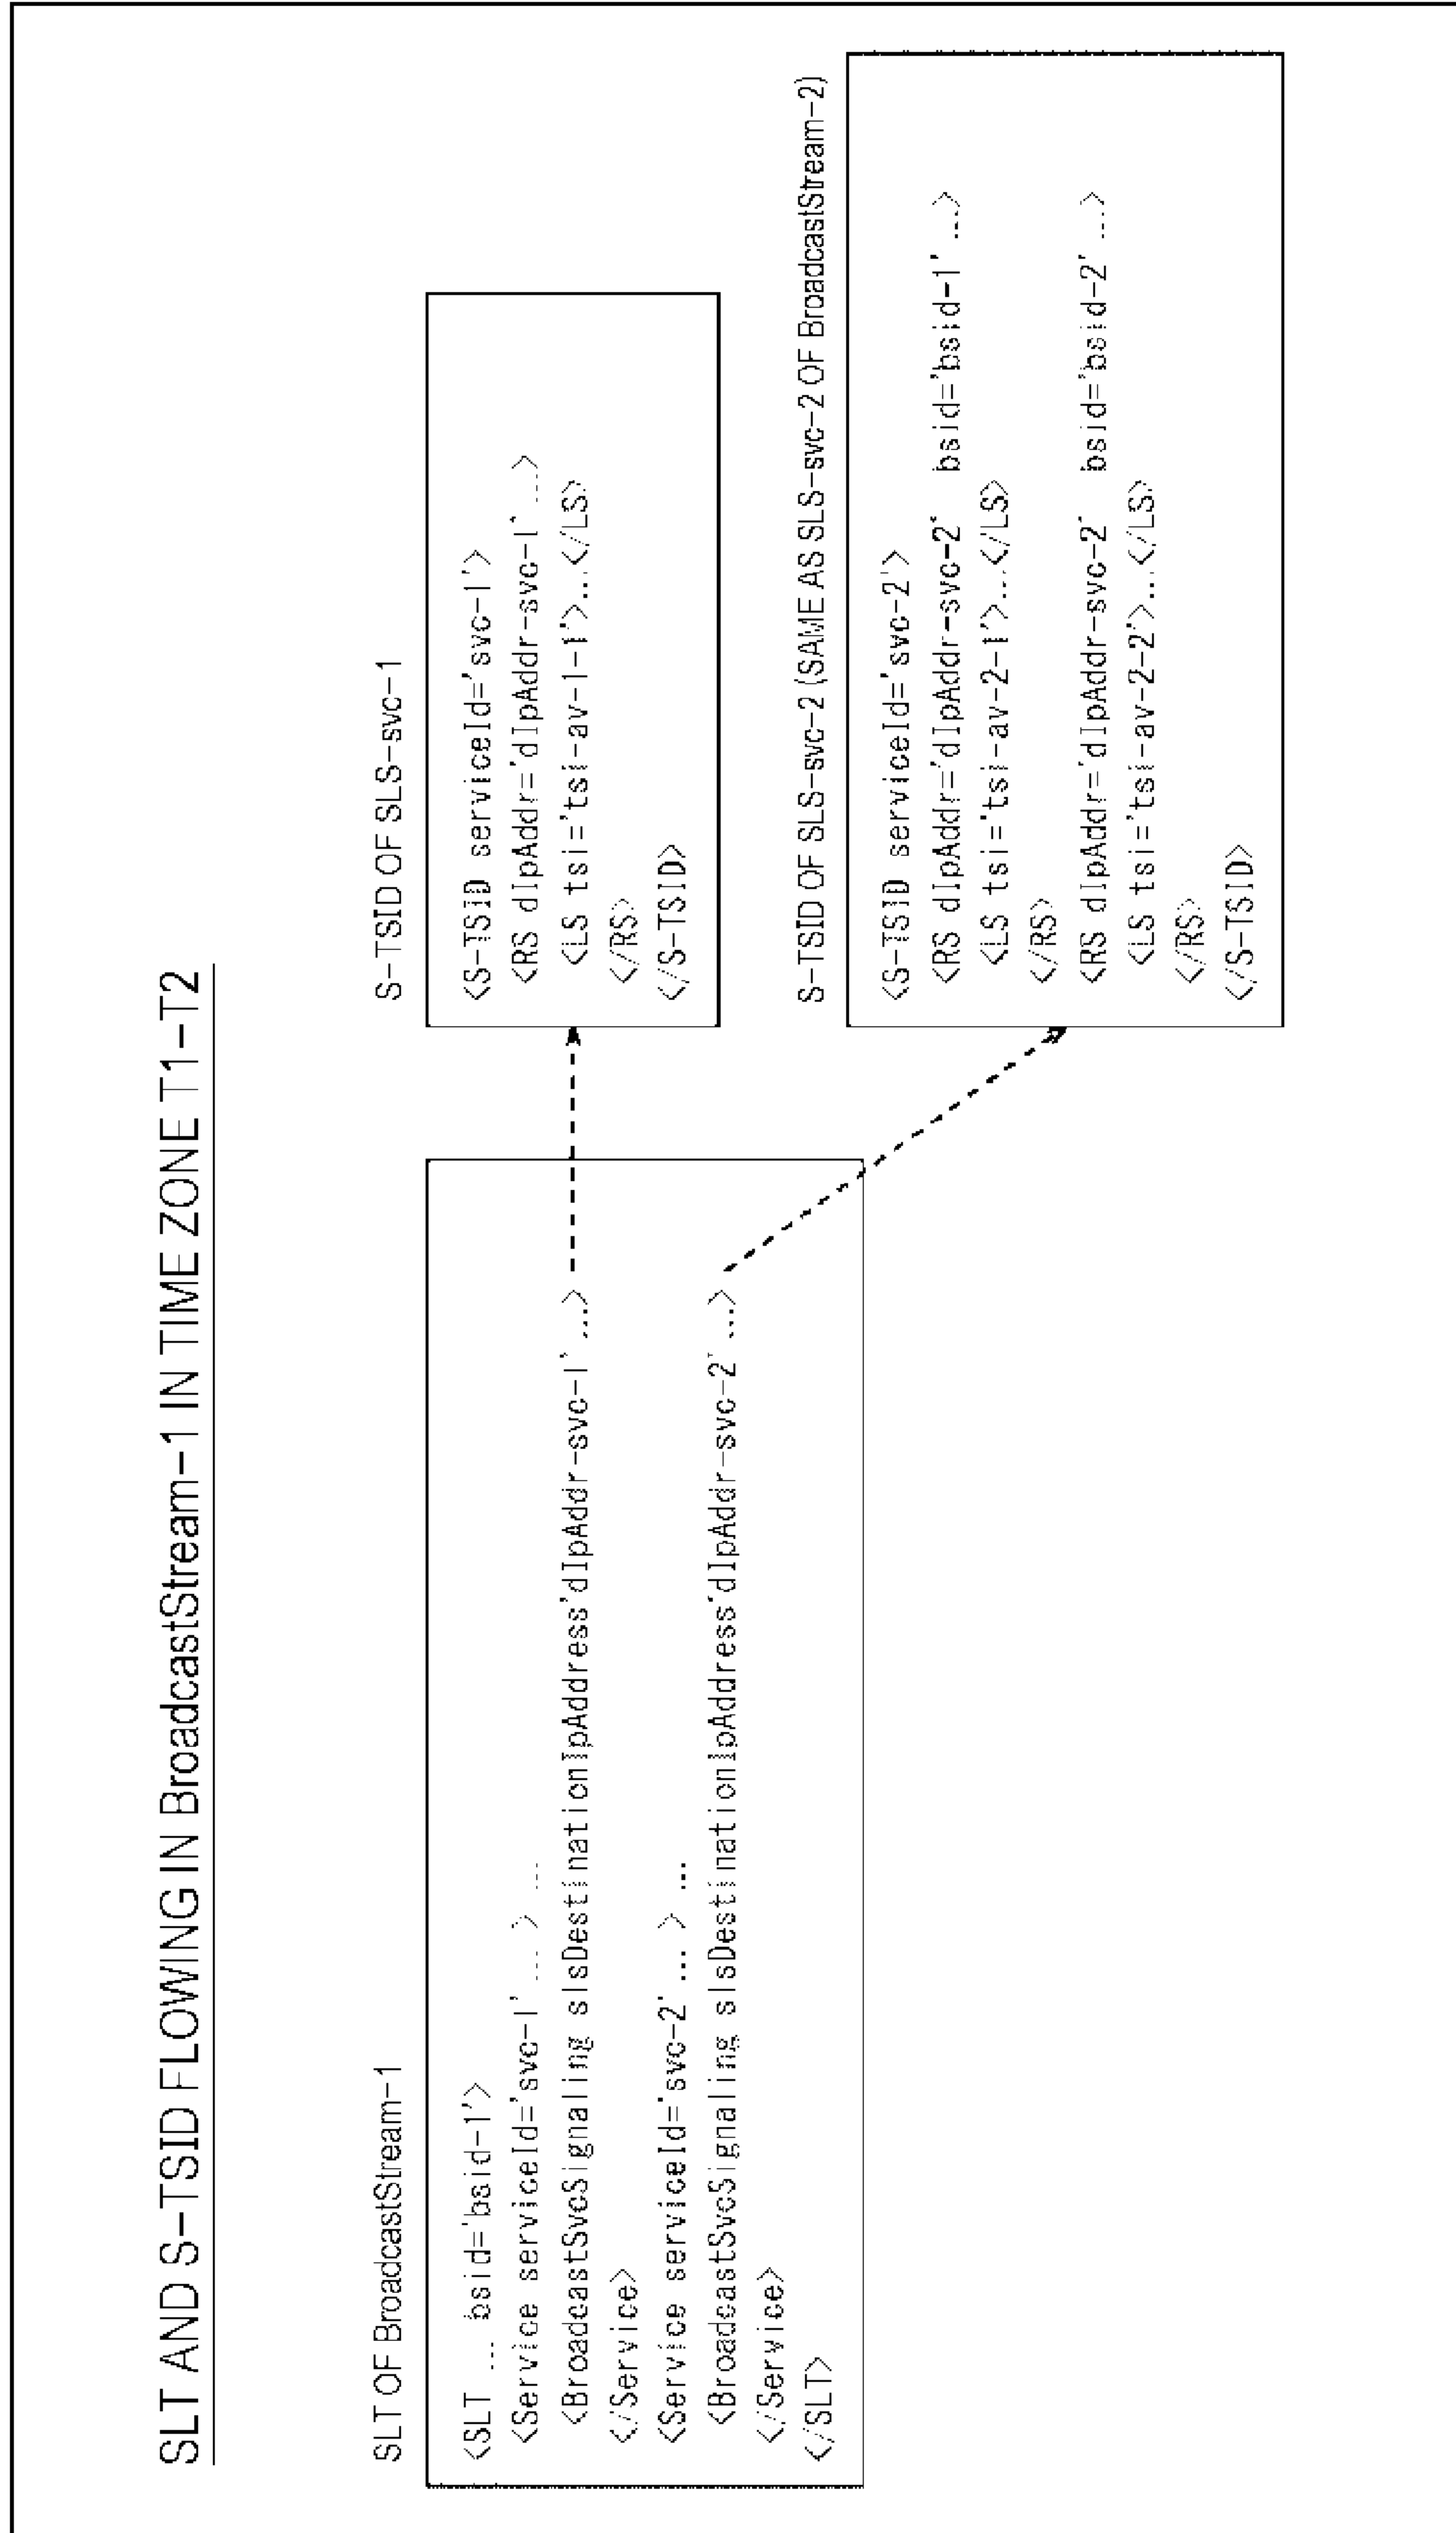 SLT AND S-TSID FLOWING IN BroadcastStream-1 IN TIME ZONE T1-T2
SLT OF BroadcastStream-1
<SLT ... bsid='bsid-1'>
<Service serviceId='svc-1' ... > ...
<BroadcastSvcSignaling slsDestinationIpAddress'dIpAddr-svc-1' ...>
</Service>
<Service serviceId='svc-2' ... > ...
<BroadcastSvcSignaling slsDestinationIpAddress'dIpAddr-svc-2' ...>
</Service>
</SLT>
S-TSID OF SLS-svc-1
<S-TSID serviceId='svc-1'>
<RS dIpAddr='dIpAddr-svc-1' ...>
<LS tsi='tsi-av-1-1'>...</LS>
</RS>
</S-TSID>
S-TSID OF SLS-svc-2 (SAME AS SLS-svc-2 OF BroadcastStream-2)
<S-TSID serviceId='svc-2'>
<RS dIpAddr='dIpAddr-svc-2' bsid='bsid-1' ...>
<LS tsi='tsi-av-2-1'>...</LS>
</RS>
<RS dIpAddr='dIpAddr-svc-2' bsid='bsid-2' ...>
<LS tsi='tsi-av-2-2'>...</LS>
</RS>
</S-TSID>